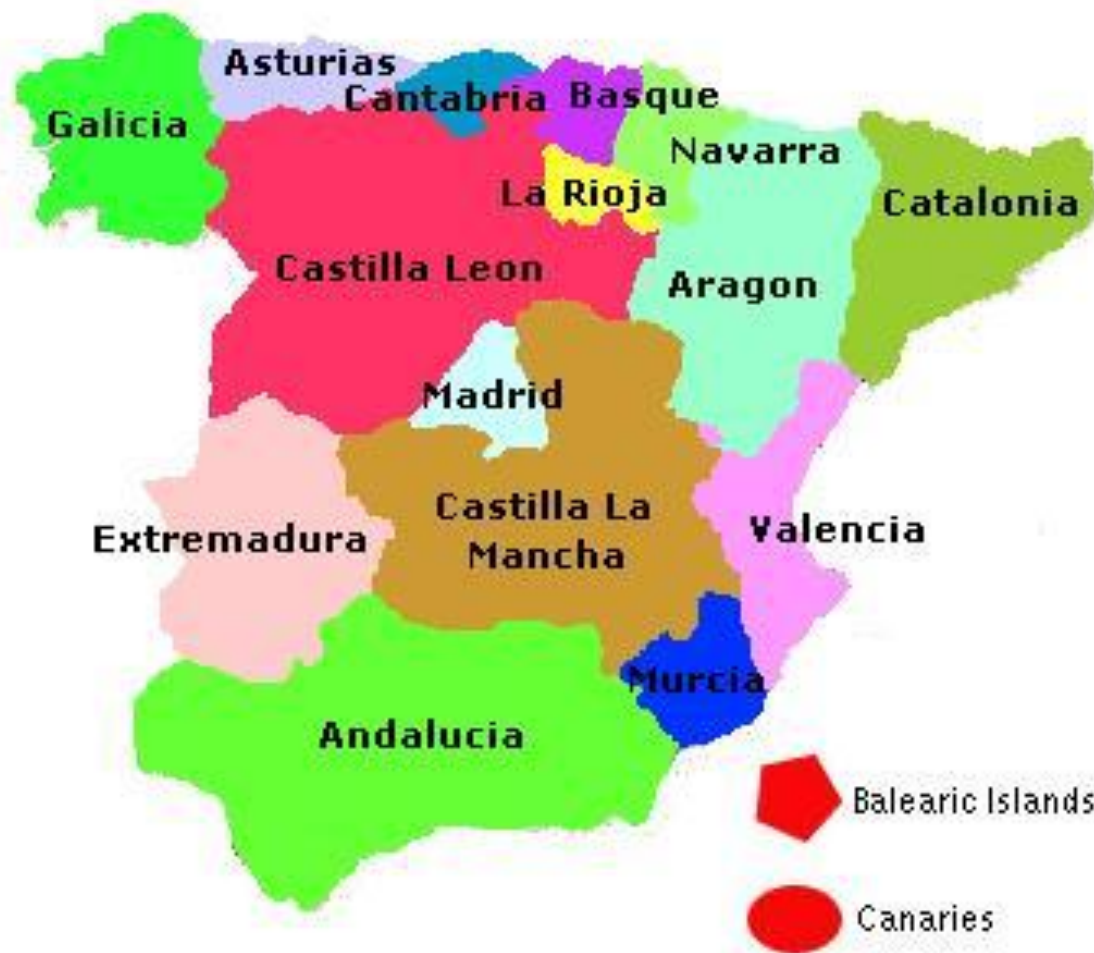 Asturias
Cantabria
Basque
Galicia
Navarra
La Rioja
Catalonia
Castilla Leon
Aragon
Madrid
Castilla La
Mancha
Extremadura
Valencia
Murcia
Andalucia
Balearic Islands
Canaries